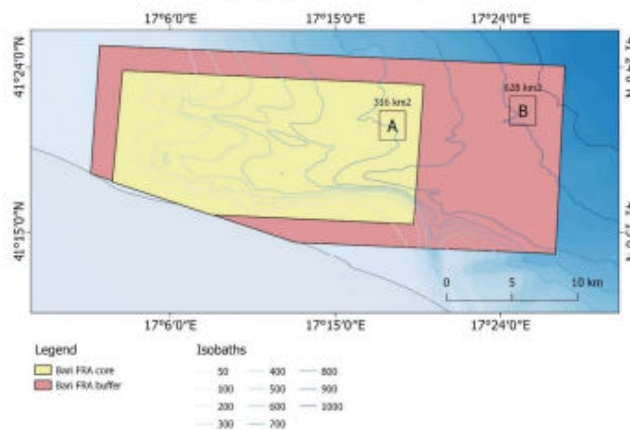 17°6'0"E 17°15'0"E 17°24'0"E
41°24'0"N
316 km2
A
628 km2
B
41°15'0"N
0 5 10 km
17°6'0"E 17°15'0"E 17°24'0"E
Legend
Bari FRA core
Bari FRA buffer
Isobaths
50 400 800
100 500 900
200 600 1000
300 700